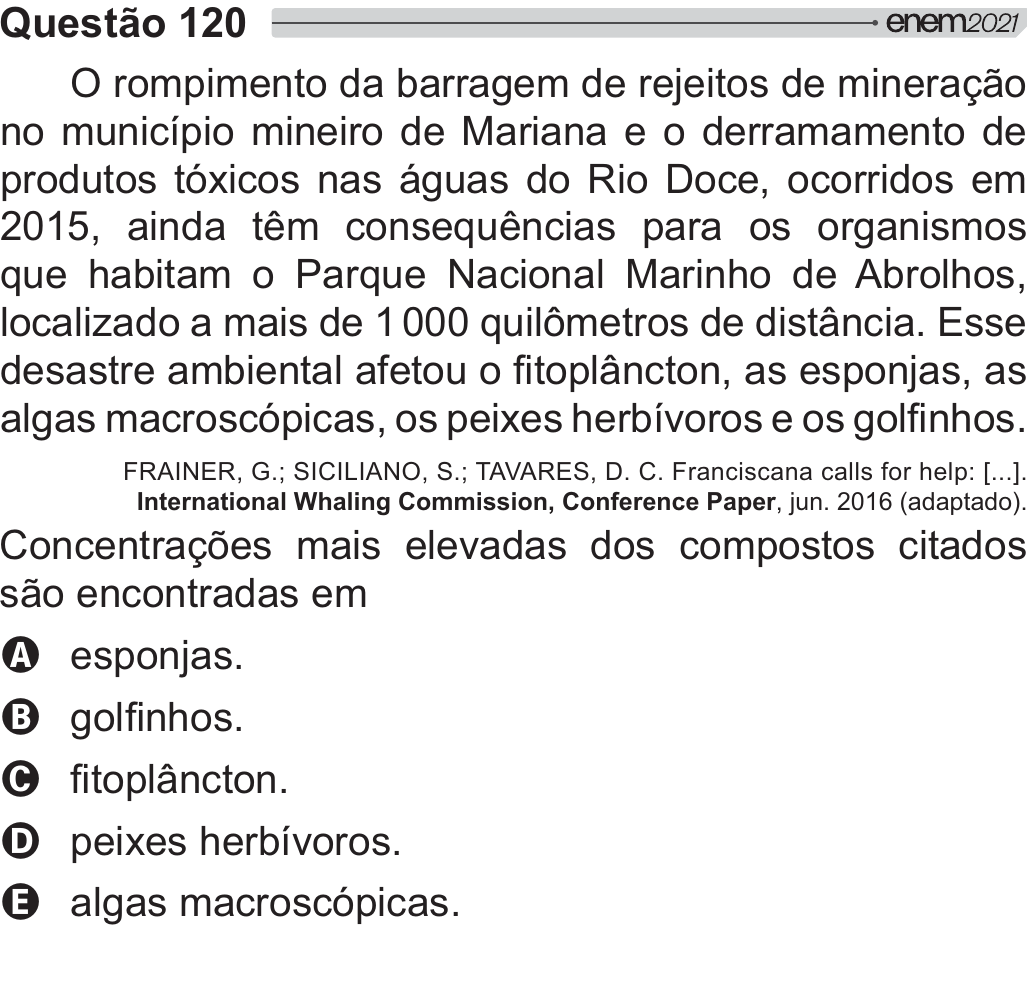 Questão 120 enem2021
O rompimento da barragem de rejeitos de mineração
no município mineiro de Mariana e o derramamento de
produtos tóxicos nas águas do Rio Doce, ocorridos em
2015, ainda têm consequências para os organismos
que habitam o Parque Nacional Marinho de Abrolhos,
localizado a mais de 1 000 quilômetros de distância. Esse
desastre ambiental afetou o fitoplâncton, as esponjas, as
algas macroscópicas, os peixes herbívoros e os golfinhos.
FRAINER, G.; SICILIANO, S.; TAVARES, D. C. Franciscana calls for help: [...].
International Whaling Commission, Conference Paper, jun. 2016 (adaptado).
Concentrações mais elevadas dos compostos citados
são encontradas em
A esponjas.
B golfinhos.
C fitoplâncton.
D peixes herbívoros.
E algas macroscópicas.